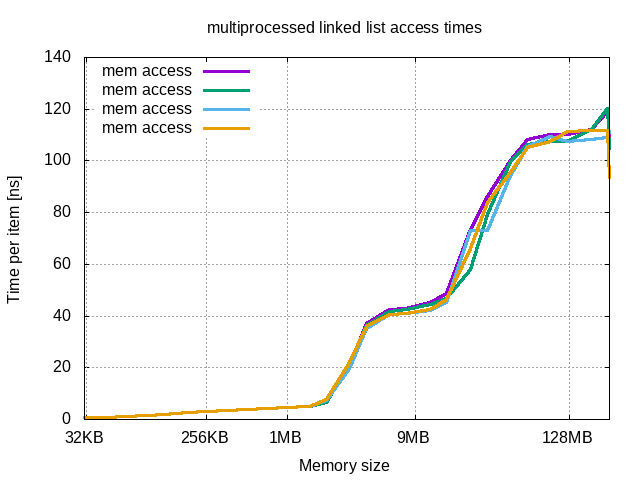 multiprocessed linked list access times
140
120
100
80
60
40
20
0
Time per item [ns]
mem access
mem access
mem access
mem access
32KB 256KB 1MB 9MB 128MB
Memory size